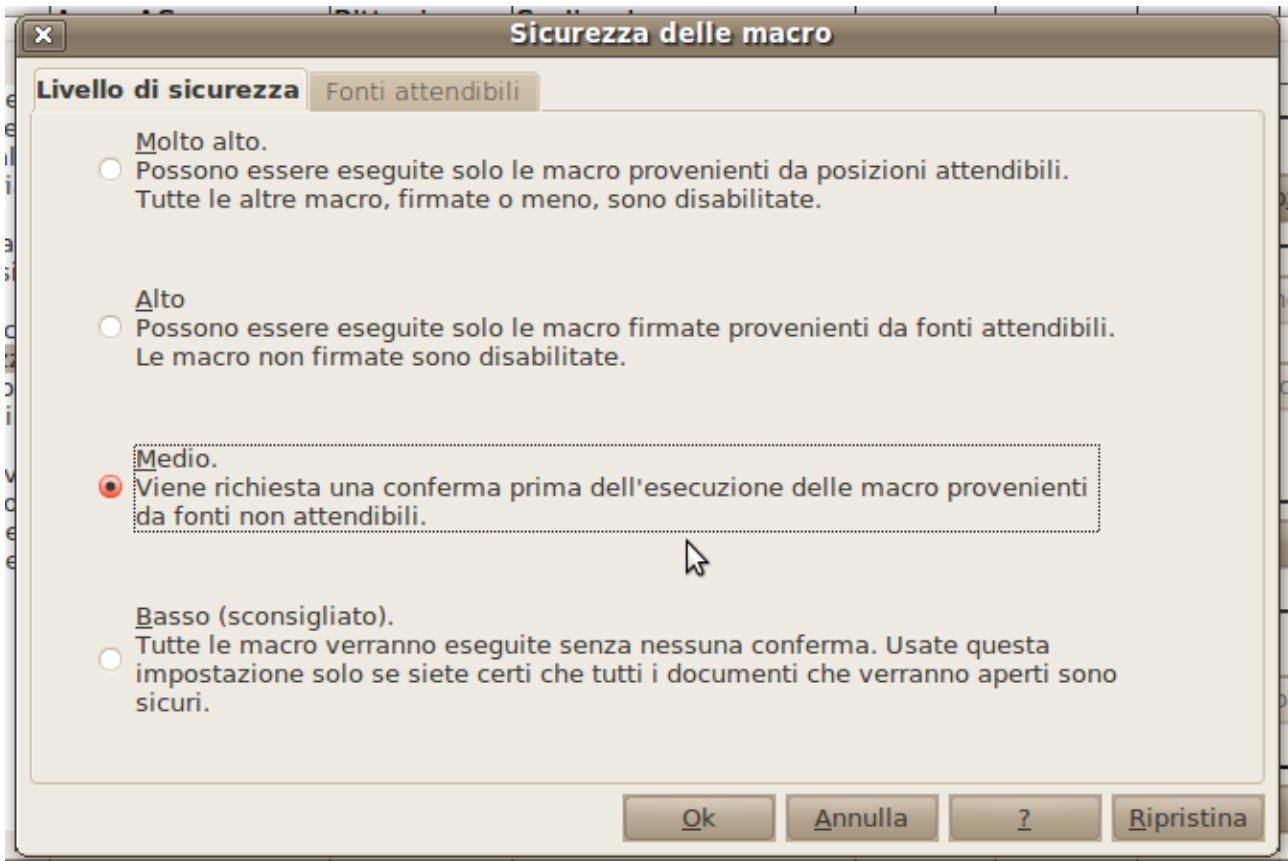 Sicurezza delle macro
Livello di sicurezza
Fonti attendibili
Molto alto.
Possono essere eseguite solo le macro provenienti da posizioni attendibili.
Tutte le altre macro, firmate o meno, sono disabilitate.
Alto
Possono essere eseguite solo le macro firmate provenienti da fonti attendibili.
Le macro non firmate sono disabilitate.
Medio.
Viene richiesta una conferma prima dell'esecuzione delle macro provenienti
da fonti non attendibili.
Basso (sconsigliato).
Tutte le macro verranno eseguite senza nessuna conferma. Usate questa
impostazione solo se siete certi che tutti i documenti che verranno aperti sono
sicuri.
Ok
Annulla
?
Ripristina